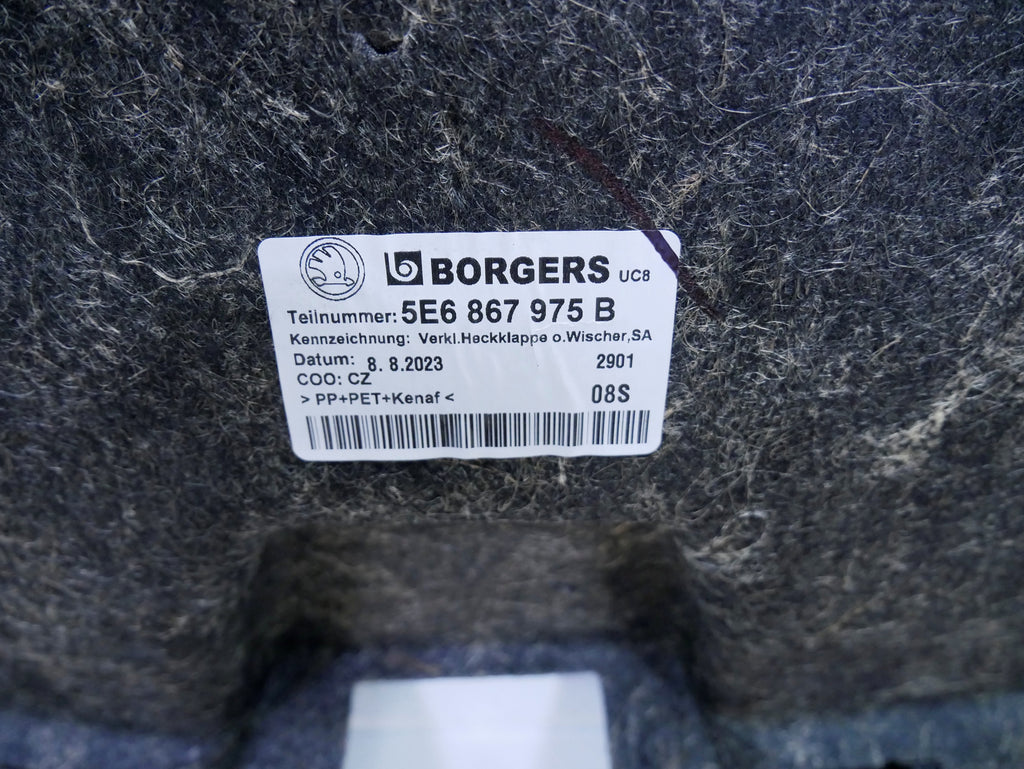 BORGERS UC8
Teilnummer: 5E6 867 975 B
Kennzeichnung: Verkl.Heckklappe o.Wischer,SA
Datum: 8. 8.2023 2901
COO: CZ
> PP+PET+Kenaf < 08S